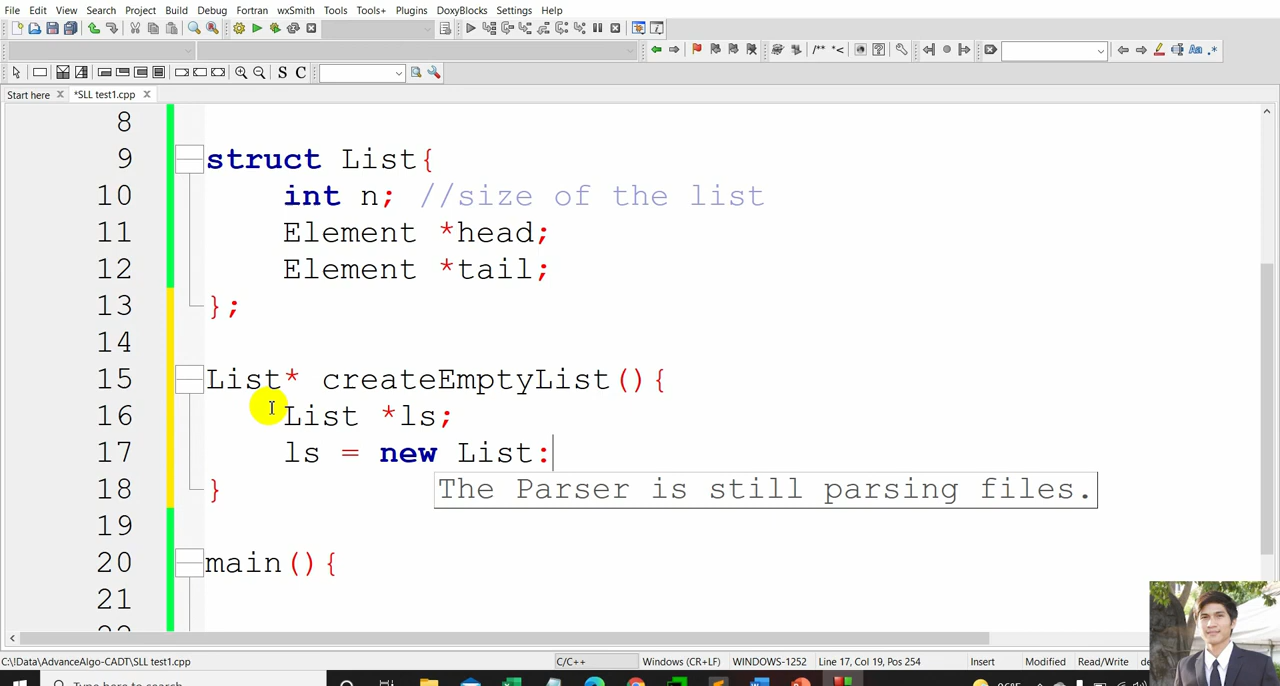 File Edit View Search Project Build Debug Fortran wxSmith Tools Tools+ Plugins DoxyBlocks Settings Help
/** *<
Aa .*
S C
Start here *SLL test1.cpp
8
9 struct List{
10 int n; //size of the list
11 Element *head;
12 Element *tail;
13 };
14
15 List* createEmptyList(){
16 List *ls;
17 ls = new List:
The Parser is still parsing files.
18 }
19
20 main(){
21
C:\!Data\AdvanceAlgo-CADT\SLL test1.cpp C/C++ Windows (CR+LF) WINDOWS-1252 Line 17, Col 19, Pos 254 Insert Modified Read/Write